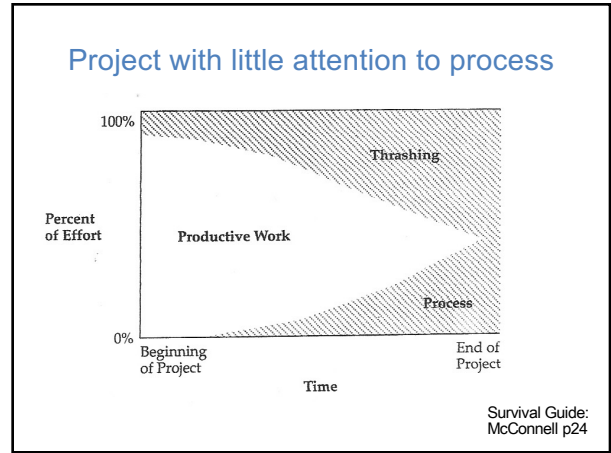 Project with little attention to process
100%
Thrashing
Percent
of Effort
Productive Work
Process
0%
Beginning
of Project
End of
Project
Time
Survival Guide:
McConnell p24